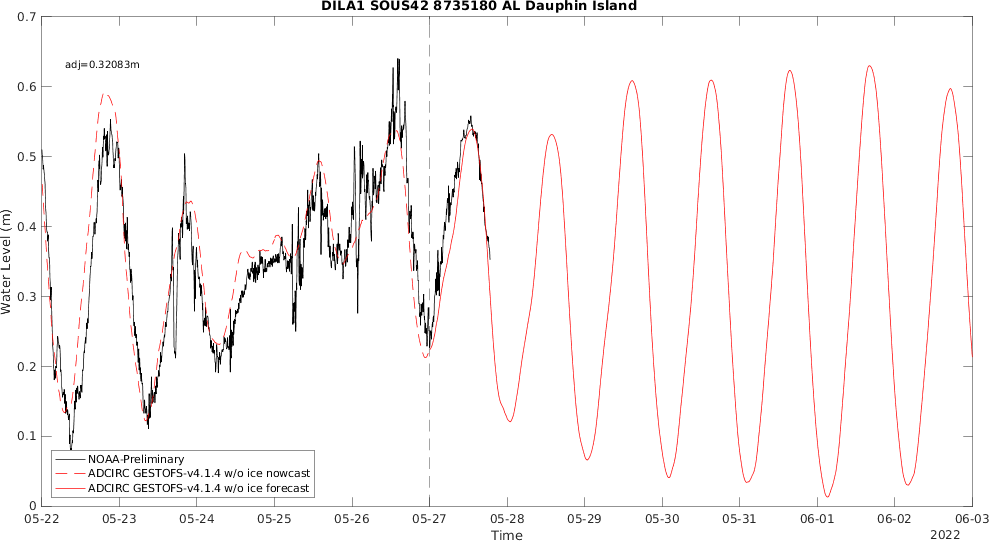 DILA1 SOUS42 8735180 AL Dauphin Island
adj=0.32083m
Water Level (m)
0.7
0.6
0.5
0.4
0.3
0.2
0.1
0
NOAA-Preliminary
ADCIRC GESTOFS-v4.1.4 w/o ice nowcast
ADCIRC GESTOFS-v4.1.4 w/o ice forecast
05-22 05-23 05-24 05-25 05-26 05-27 05-28 05-29 05-30 05-31 06-01 06-02 06-03
Time
2022